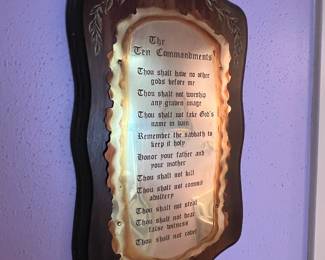 The
Ten Commandments
Thou shalt have no other
gods before me
Thou shalt not worship
any graven image
Thou shalt not take God's
name in vain
Remember the sabbath to
keep it holy
Honor your father and
your mother
Thou shalt not kill
Thou shalt not commit
adultery
Thou shalt not steal
Thou shalt not bear
false witness
Thou shalt not covet